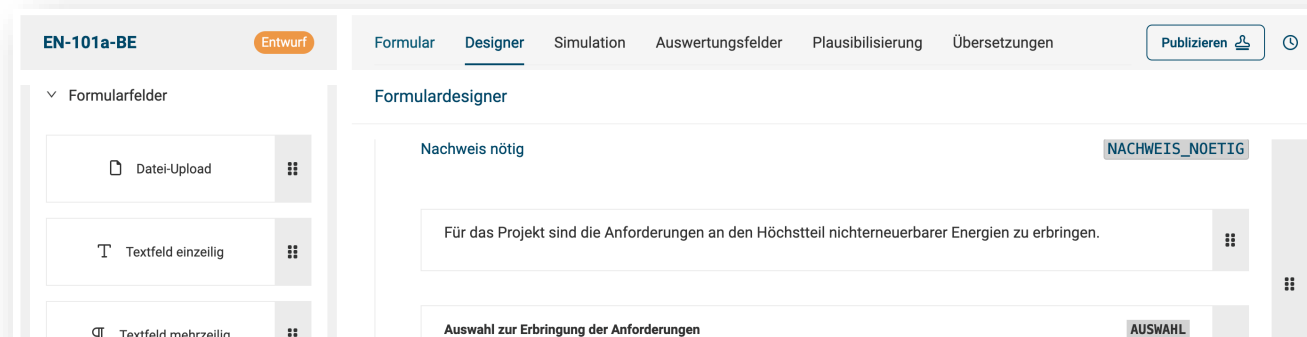 EN-101a-BE
Entwurf
Formular Designer Simulation Auswertungsfelder Plausibilisierung Übersetzungen
Publizieren
Formularfelder
Formulardesigner
Datei-Upload
Textfeld einzeilig
Textfeld mehrzeilig
Nachweis nötig
NACHWEIS_NOETIG
Für das Projekt sind die Anforderungen an den Höchstteil nichterneuerbarer Energien zu erbringen.
Auswahl zur Erbringung der Anforderungen
AUSWAHL